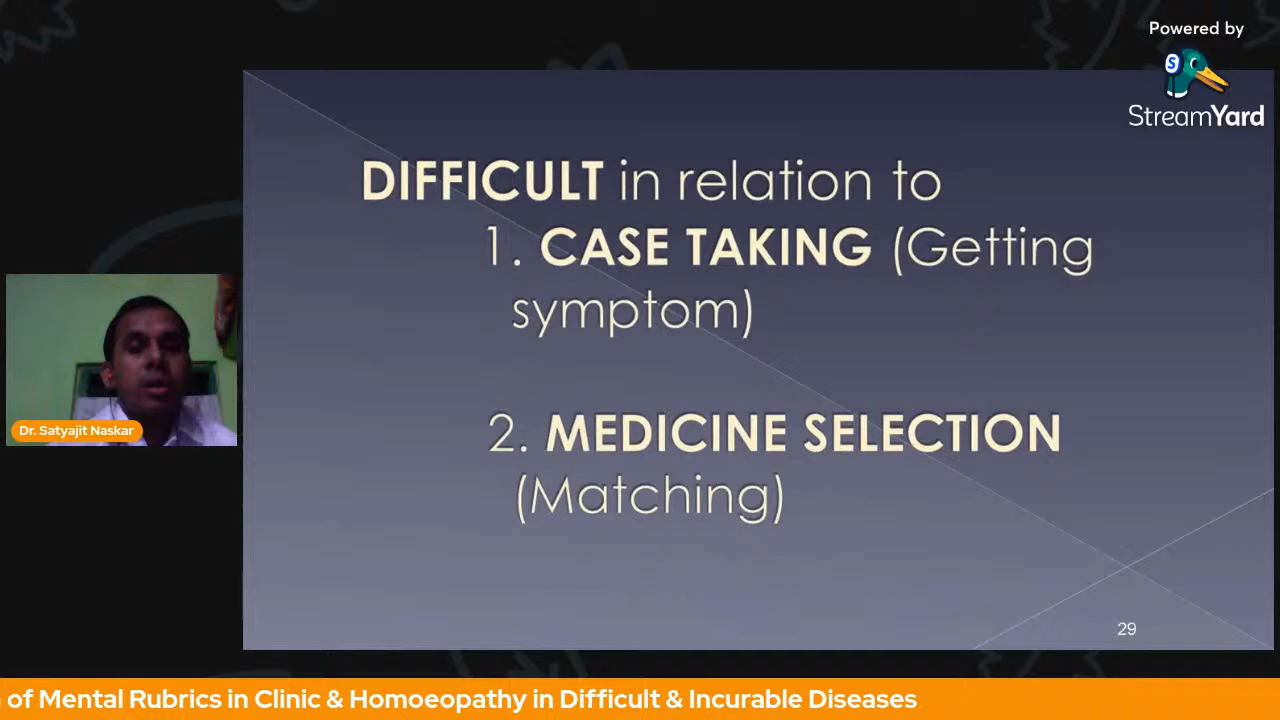 Powered by
StreamYard
DIFFICULT in relation to
1. CASE TAKING (Getting
symptom)
2. MEDICINE SELECTION
(Matching)
Dr. Satyajit Naskar
29
of Mental Rubrics in Clinic & Homoeopathy in Difficult & Incurable Diseases